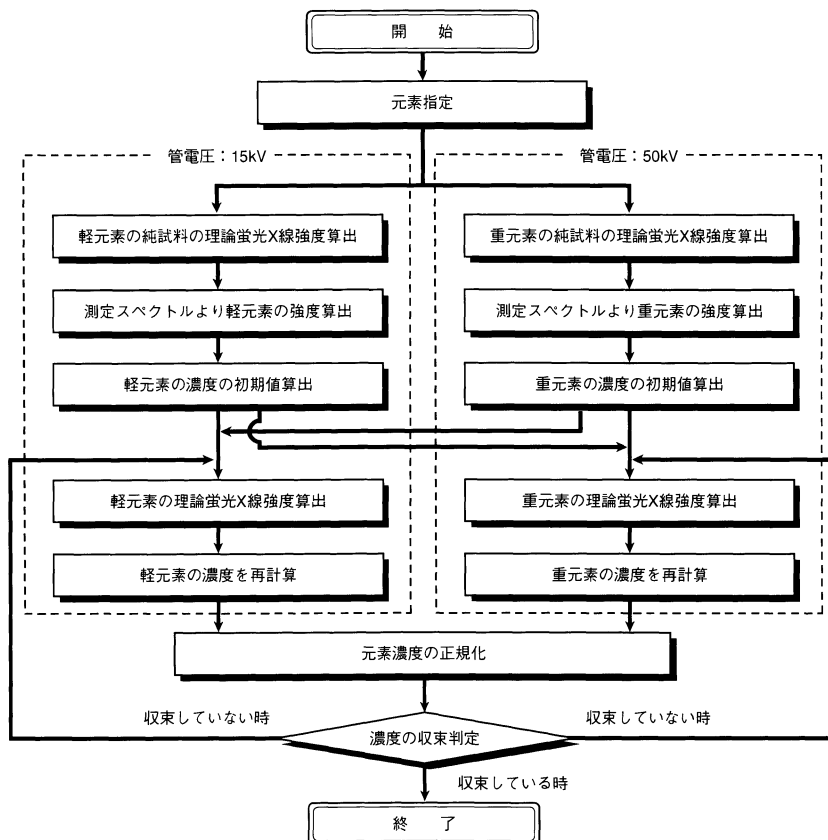 開 始
元素指定
管電圧：15kV
管電圧：50kV
軽元素の純試料の理論蛍光X線強度算出
重元素の純試料の理論蛍光X線強度算出
測定スペクトルより軽元素の強度算出
測定スペクトルより重元素の強度算出
軽元素の濃度の初期値算出
重元素の濃度の初期値算出
軽元素の理論蛍光X線強度算出
重元素の理論蛍光X線強度算出
軽元素の濃度を再計算
重元素の濃度を再計算
元素濃度の正規化
収束していない時
収束していない時
濃度の収束判定
収束している時
終 了